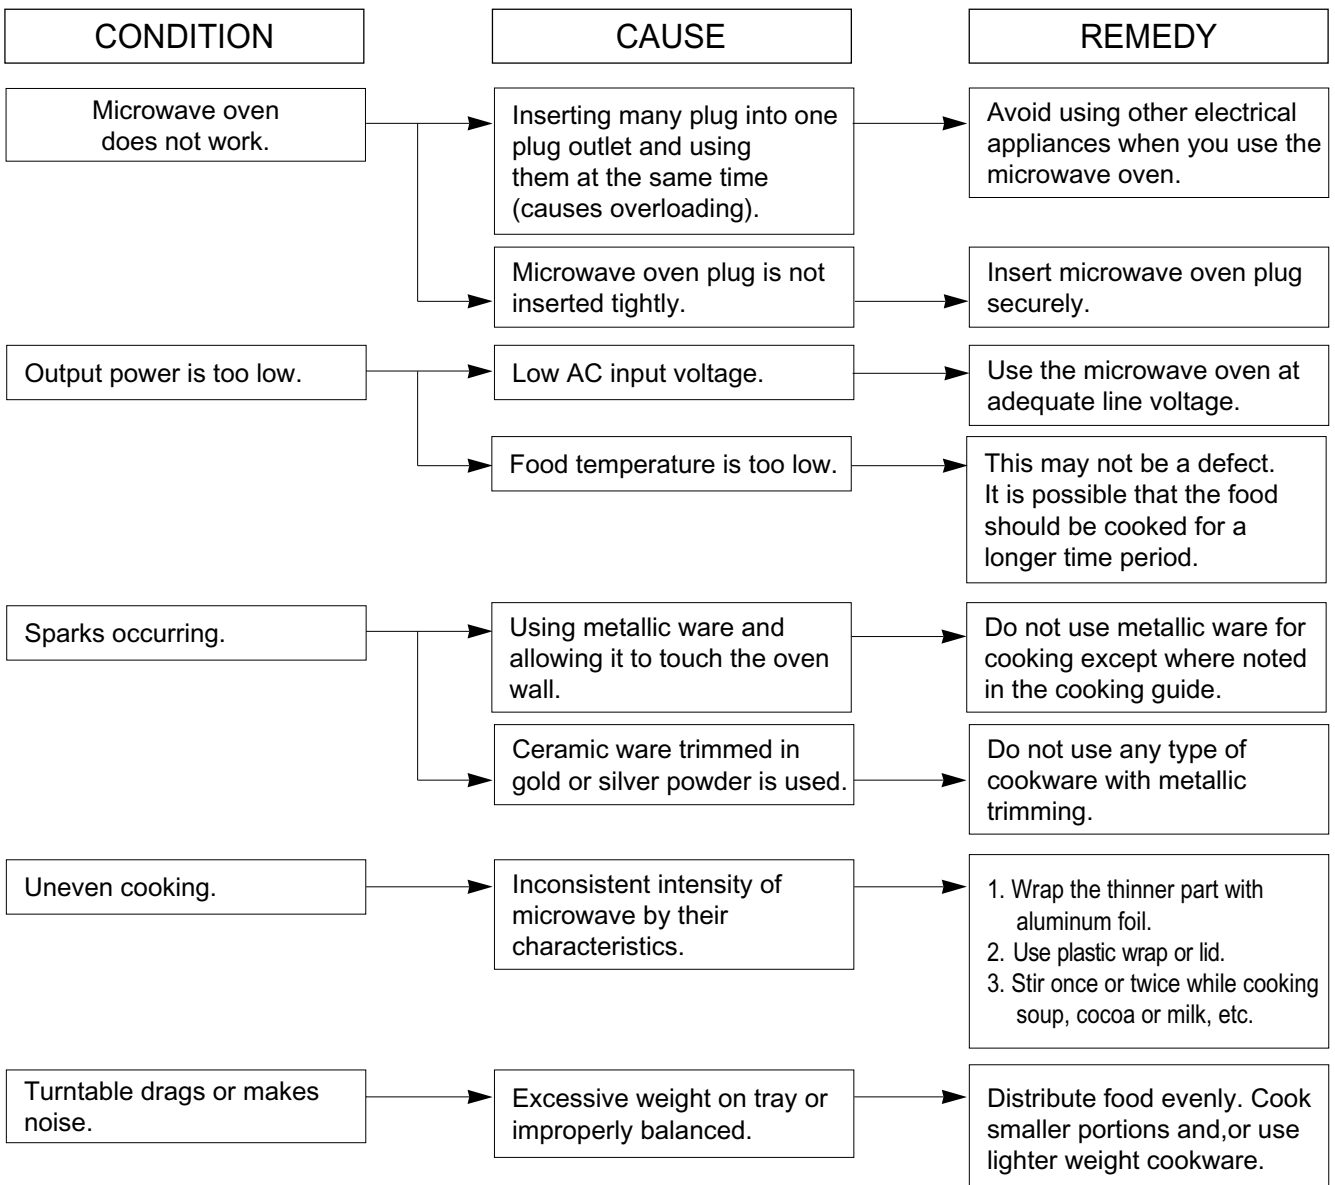 CONDITION
CAUSE
REMEDY
Microwave oven
does not work.
Inserting many plug into one
plug outlet and using
them at the same time
(causes overloading).
Avoid using other electrical
appliances when you use the
microwave oven.
Microwave oven plug is not
inserted tightly.
Insert microwave oven plug
securely.
Output power is too low.
Low AC input voltage.
Use the microwave oven at
adequate line voltage.
Food temperature is too low.
This may not be a defect.
It is possible that the food
should be cooked for a
longer time period.
Sparks occurring.
Using metallic ware and
allowing it to touch the oven
wall.
Do not use metallic ware for
cooking except where noted
in the cooking guide.
Ceramic ware trimmed in
gold or silver powder is used.
Do not use any type of
cookware with metallic
trimming.
Uneven cooking.
Inconsistent intensity of
microwave by their
characteristics.
1. Wrap the thinner part with
aluminum foil.
2. Use plastic wrap or lid.
3. Stir once or twice while cooking
soup, cocoa or milk, etc.
Turntable drags or makes
noise.
Excessive weight on tray or
improperly balanced.
Distribute food evenly. Cook
smaller portions and,or use
lighter weight cookware.